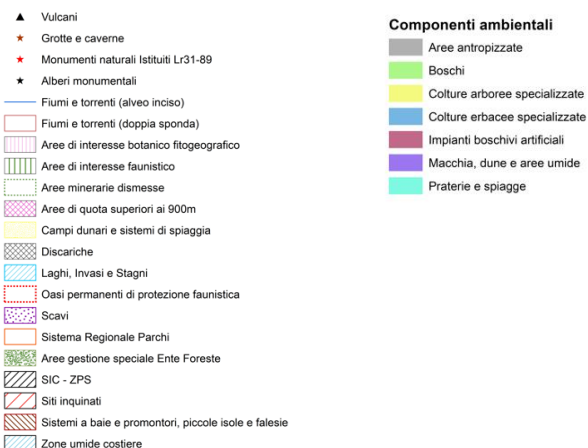 Vulcani
Grotte e caverne
Monumenti naturali Istituiti Lr31-89
Alberi monumentali
Fiumi e torrenti (alveo inciso)
Fiumi e torrenti (doppia sponda)
Aree di interesse botanico fitogeografico
Aree di interesse faunistico
Aree minerarie dismesse
Aree di quota superiori ai 900m
Campi dunari e sistemi di spiaggia
Discariche
Laghi, Invasi e Stagni
Oasi permanenti di protezione faunistica
Scavi
Sistema Regionale Parchi
Aree gestione speciale Ente Foreste
SIC - ZPS
Siti inquinati
Sistemi a baie e promontori, piccole isole e falesie
Zone umide costiere
Componenti ambientali
Aree antropizzate
Boschi
Colture arboree specializzate
Colture erbacee specializzate
Impianti boschivi artificiali
Macchia, dune e aree umide
Praterie e spiagge